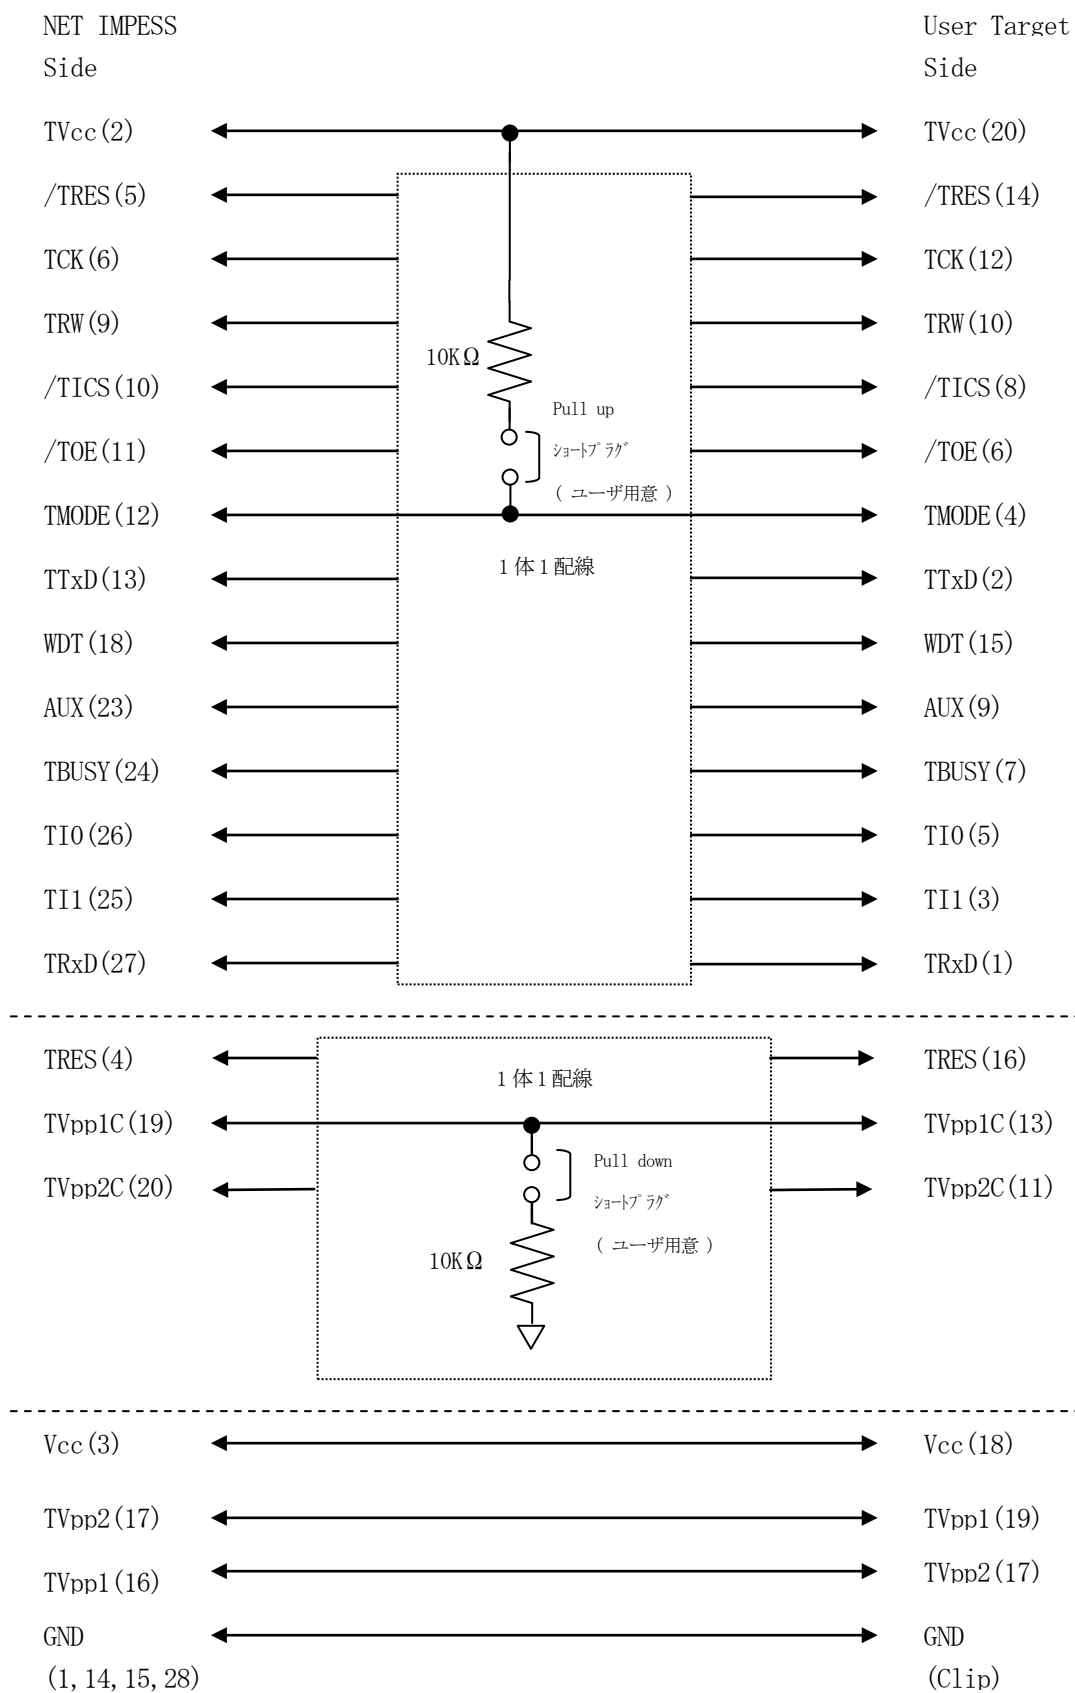 NET IMPESS
Side
User Target
Side
TVcc(2)
TVcc(20)
/TRES(5)
/TRES(14)
TCK(6)
TCK(12)
TRW(9)
TRW(10)
10KΩ
/TICS(10)
/TICS(8)
Pull up
/TOE(11)
ｼｮｰﾄﾌﾟﾗｸﾞ
/TOE(6)
( ユーザ用意 )
TMODE(12)
TMODE(4)
1体1配線
TTxD(13)
TTxD(2)
WDT(18)
WDT(15)
AUX(23)
AUX(9)
TBUSY(24)
TBUSY(7)
TI0(26)
TI0(5)
TI1(25)
TI1(3)
TRxD(27)
TRxD(1)
TRES(4)
TRES(16)
1体1配線
TVpp1C(19)
TVpp1C(13)
Pull down
TVpp2C(20)
TVpp2C(11)
ｼｮｰﾄﾌﾟﾗｸﾞ
( ユーザ用意 )
10KΩ
Vcc(3)
Vcc(18)
TVpp2(17)
TVpp1(19)
TVpp1(16)
TVpp2(17)
GND
(1,14,15,28)
GND
(Clip)